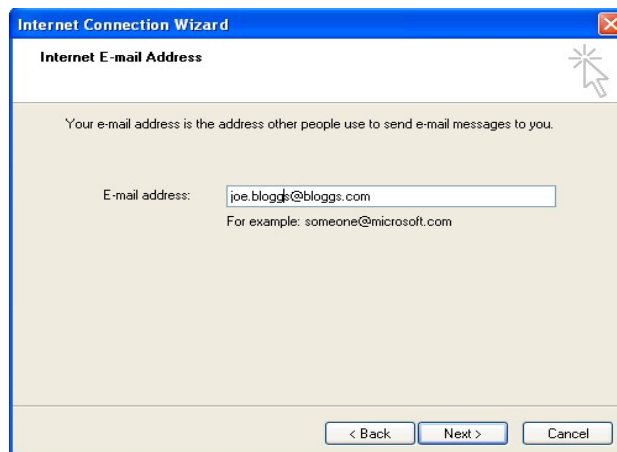 Internet Connection Wizard
Internet E-mail Address
Your e-mail address is the address other people use to send e-mail messages to you.
E-mail address: joe.bloggs@bloggs.com
For example: someone@microsoft.com
< Back Next > Cancel